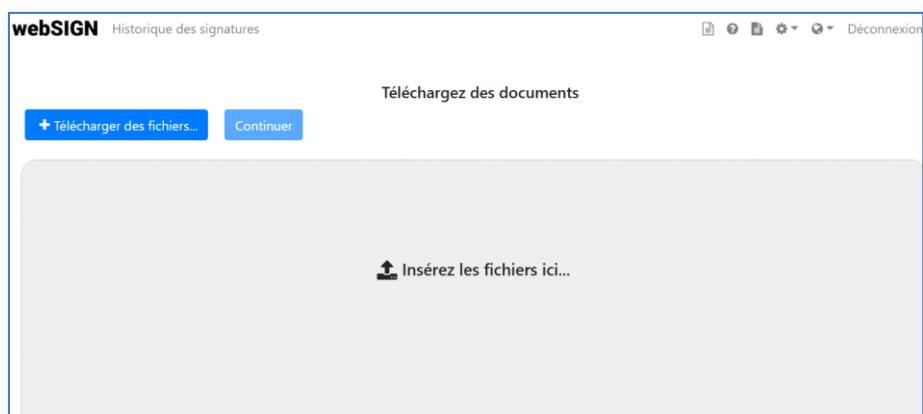 webSIGN Historique des signatures Déconnexion
Téléchargez des documents
+ Télécharger des fichiers... Continuer
Insérez les fichiers ici...